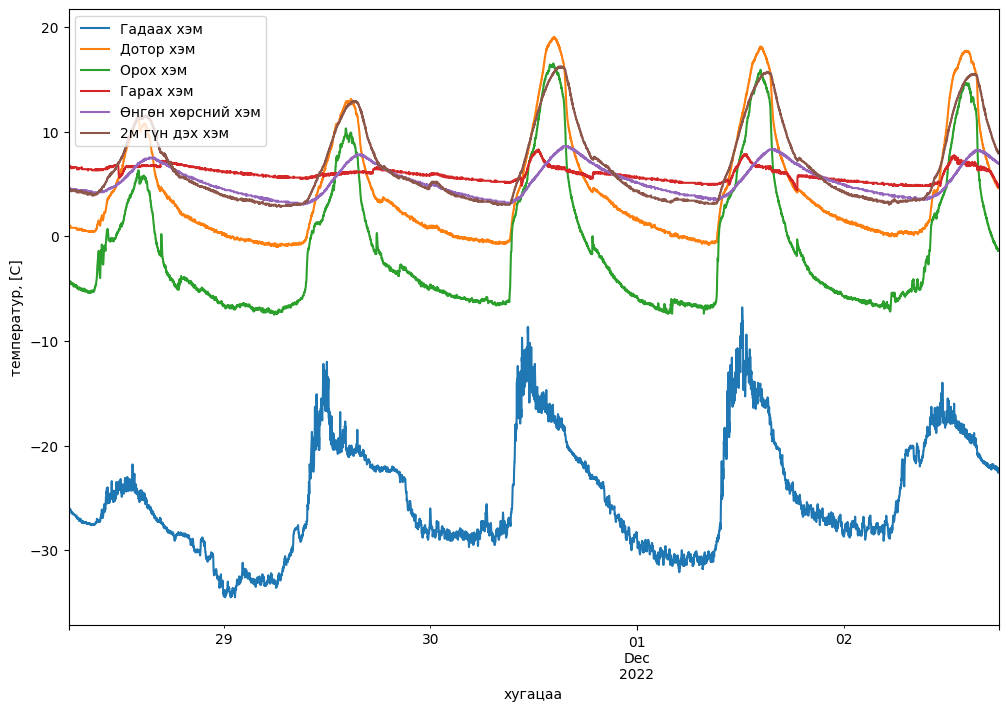 Гадаах хэм
Дотор хэм
Орох хэм
Гарах хэм
Өнгөн хөрсний хэм
2м гүн дэх хэм
20
10
0
−10
−20
−30
температур, [C]
29
30
01
Dec
2022
02
хугацаа